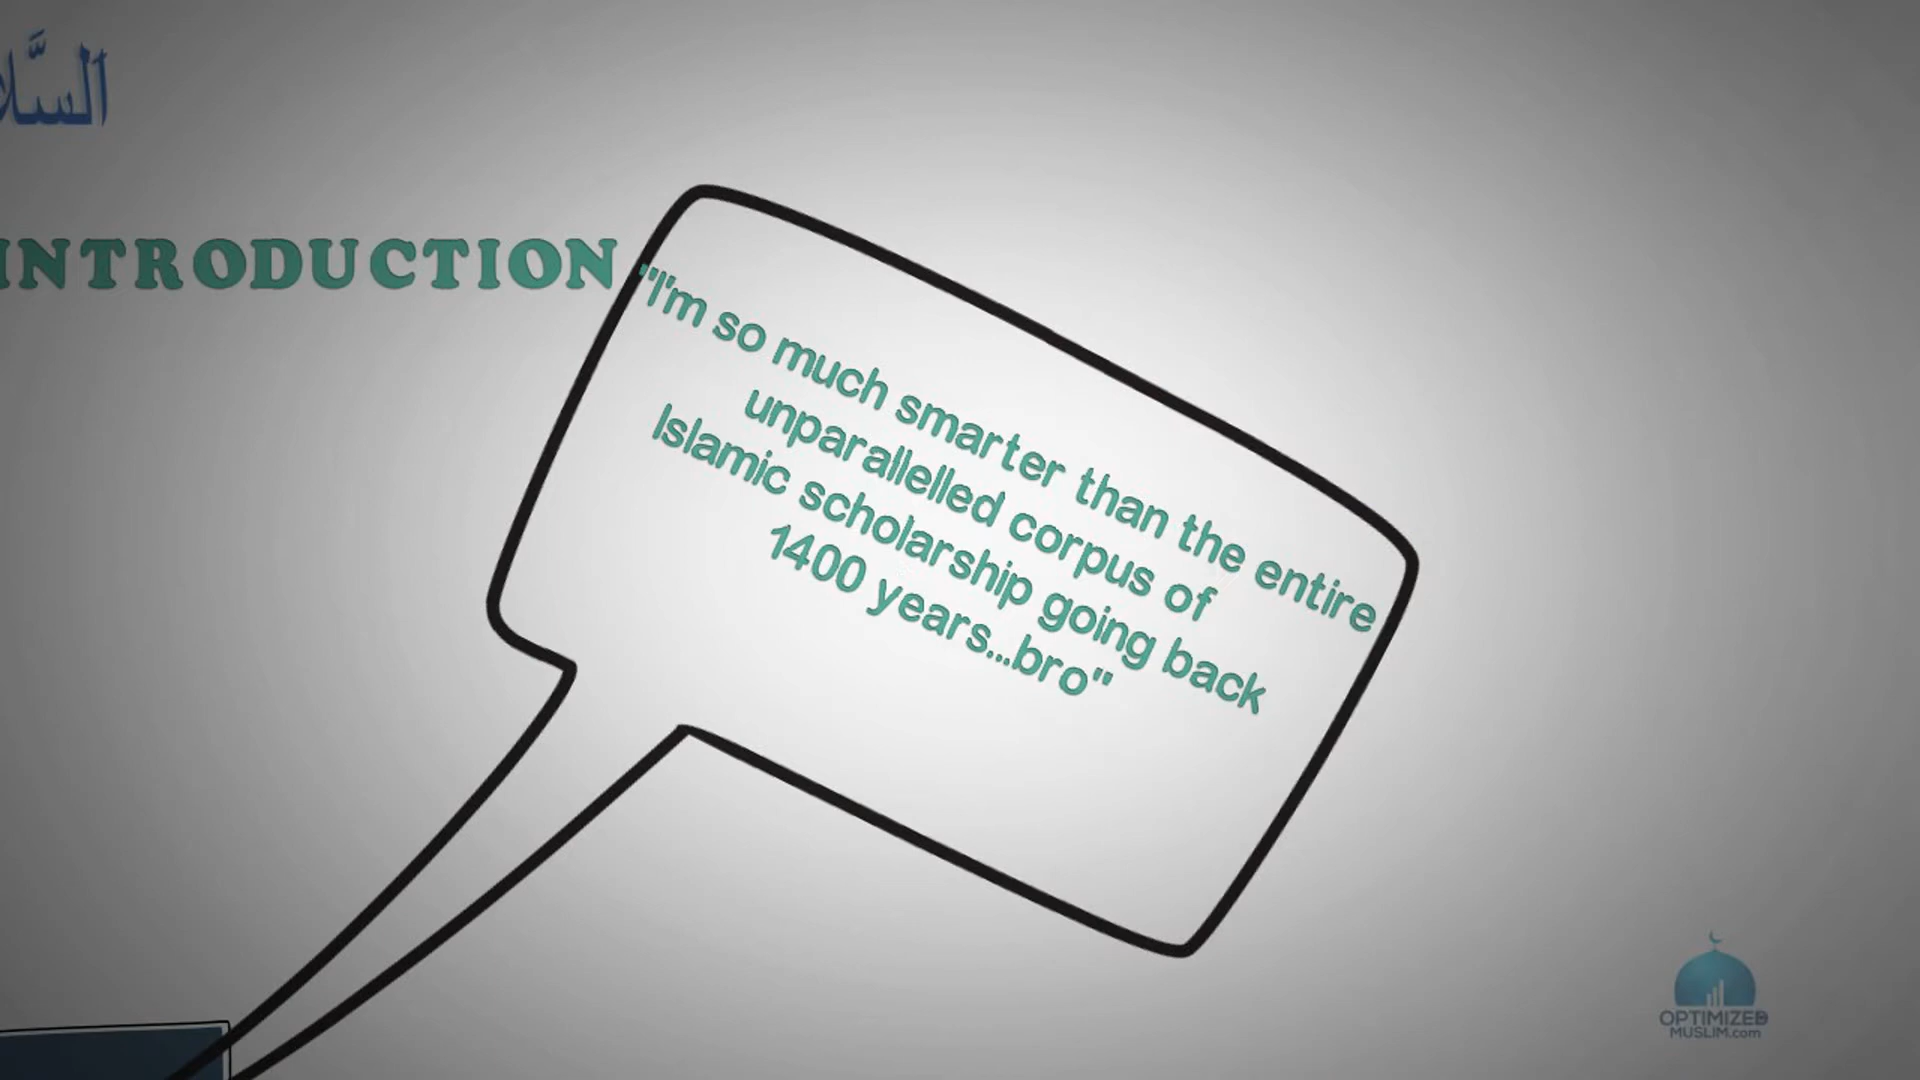 INTRODUCTION
"I'm so much smarter than the entire
unparallelled corpus of
Islamic scholarship going back
1400 years...bro"
OPTIMIZED
MUSLIM.com